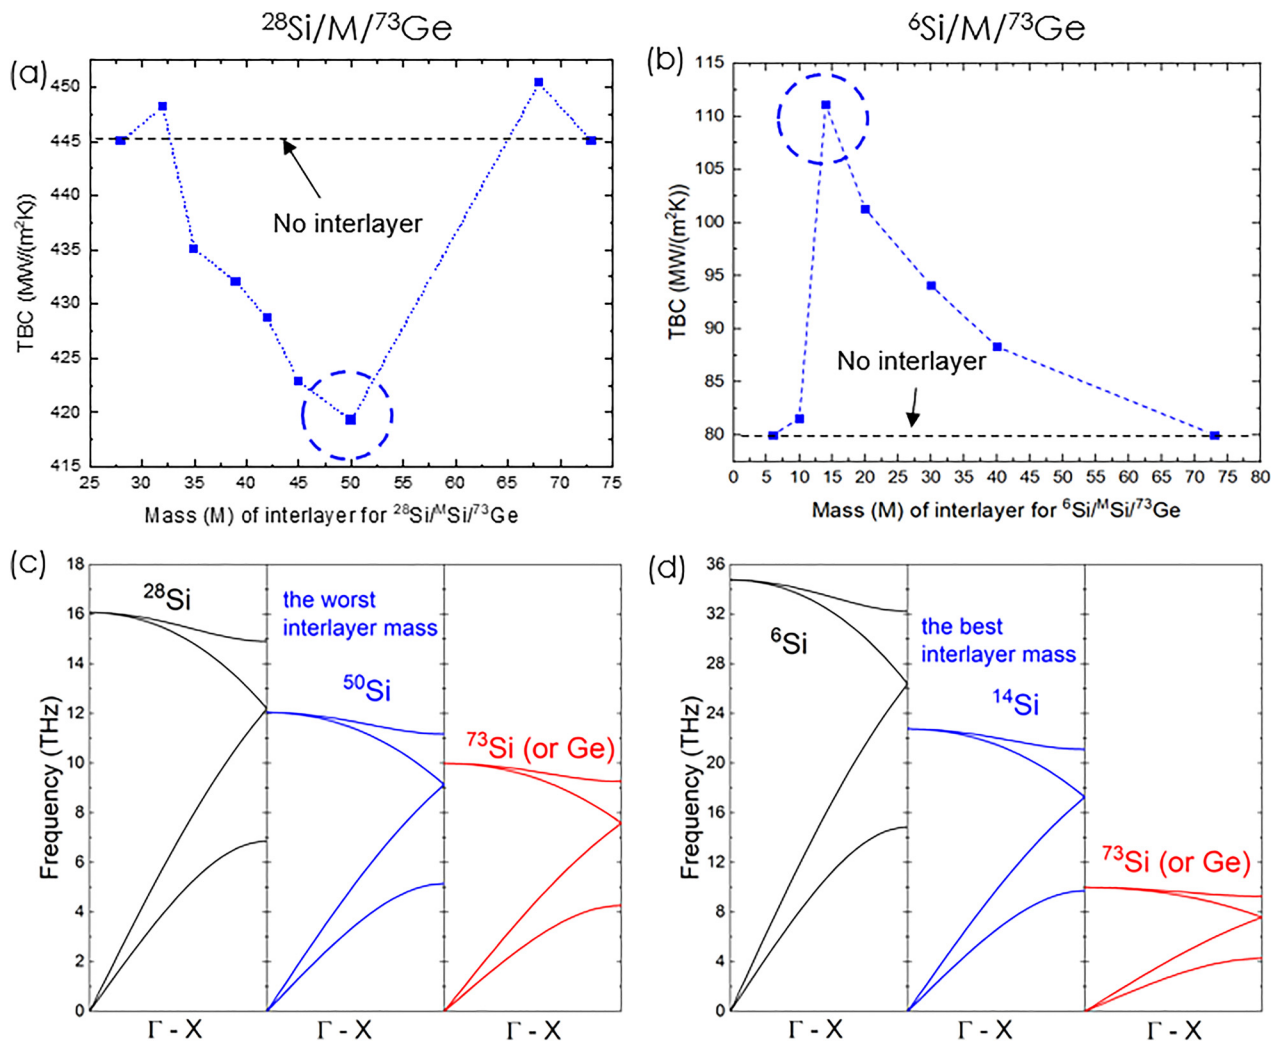 ²⁸Si/M/⁷³Ge
⁶Si/M/⁷³Ge
(a)
450
445
440
435
430
425
420
415
TBC (MW/(m²K))
No interlayer
25 30 35 40 45 50 55 60 65 70 75
Mass (M) of interlayer for ²⁸Si/ᴹSi/⁷³Ge
(b)
115
110
105
100
95
90
85
80
TBC (MW/(m²K))
No interlayer
0 5 10 15 20 25 30 35 40 45 50 55 60 65 70 75 80
Mass (M) of interlayer for ⁶Si/ᴹSi/⁷³Ge
(c)
18
16
14
12
10
8
6
4
2
0
Frequency (THz)
²⁸Si
the worst
interlayer mass
⁵⁰Si
⁷³Si (or Ge)
Γ - X
Γ - X
Γ - X
(d)
36
32
28
24
20
16
12
8
4
0
Frequency (THz)
⁶Si
the best
interlayer mass
¹⁴Si
⁷³Si (or Ge)
Γ - X
Γ - X
Γ - X